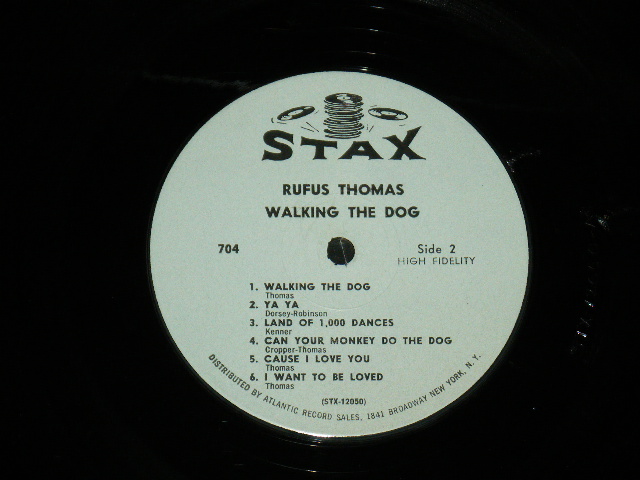 STAX
RUFUS THOMAS
WALKING THE DOG
704
Side 2
HIGH FIDELITY
1. WALKING THE DOG
Thomas
2. YA YA
Dorsey-Robinson
3. LAND OF 1,000 DANCES
Kenner
4. CAN YOUR MONKEY DO THE DOG
Cropper-Thomas
5. CAUSE I LOVE YOU
Thomas
6. I WANT TO BE LOVED
Thomas
(STX-12050)
DISTRIBUTED BY ATLANTIC RECORD SALES, 1841 BROADWAY NEW YORK, N.Y.